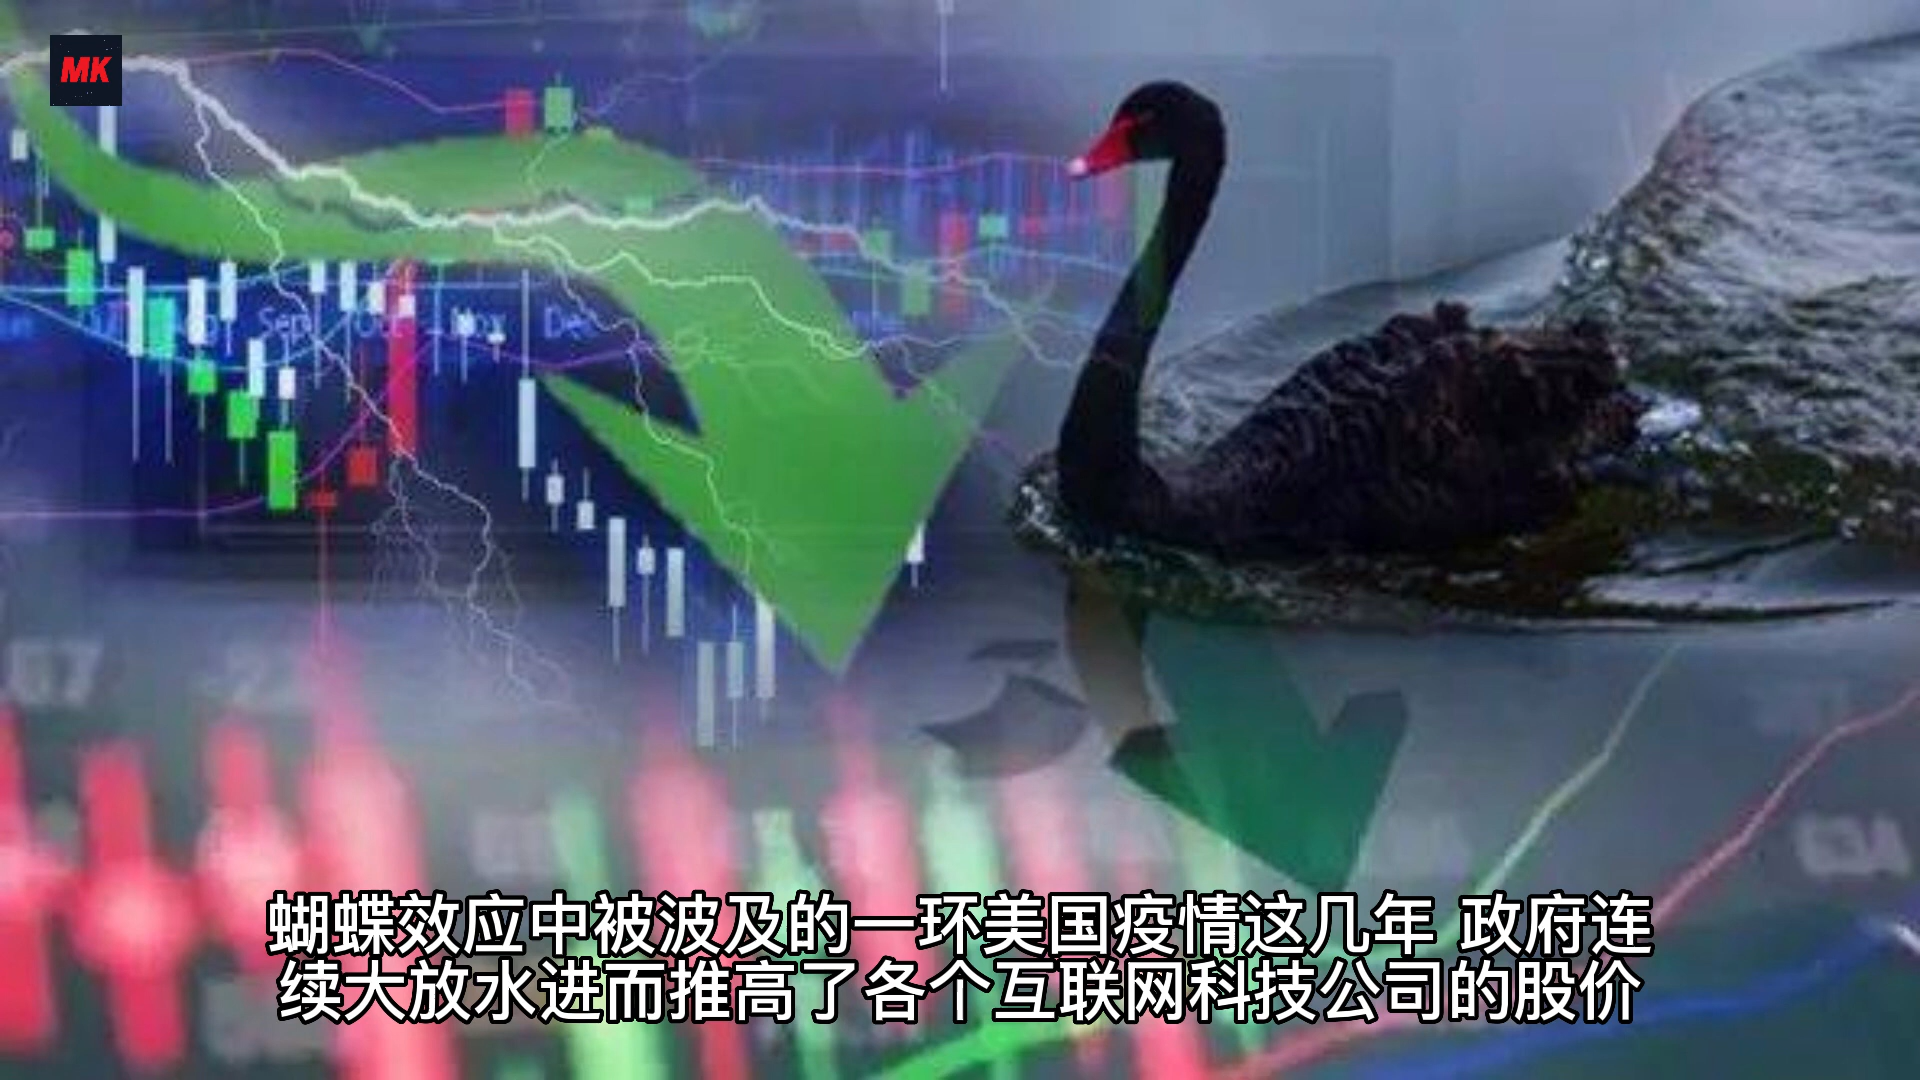 MK
Sep
蝴蝶效应中被波及的一环美国疫情这几年 政府连
续大放水进而推高了各个互联网科技公司的股价